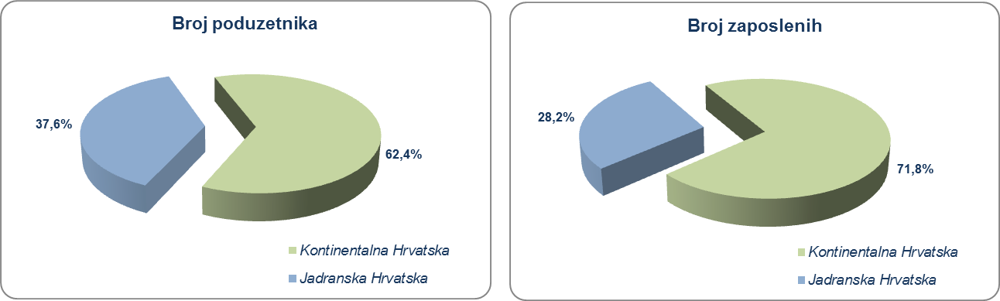 Broj poduzetnika
37,6%
62,4%
Kontinentalna Hrvatska
Jadranska Hrvatska
Broj zaposlenih
28,2%
71,8%
Kontinentalna Hrvatska
Jadranska Hrvatska